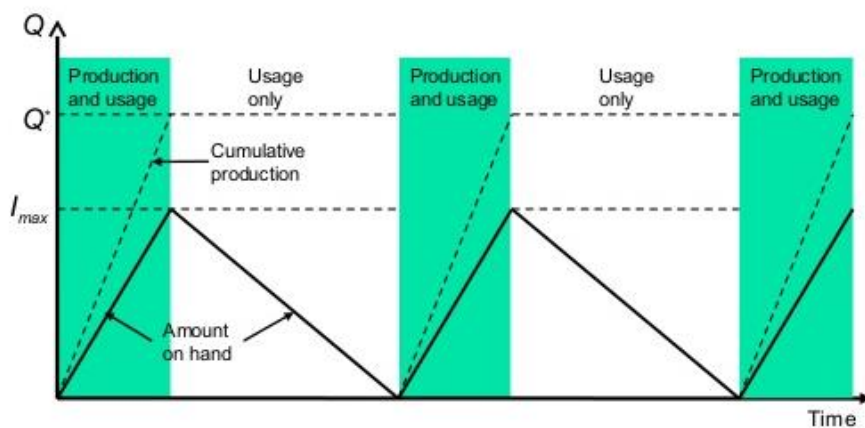 Q
Production
and usage
Usage
only
Production
and usage
Usage
only
Production
and usage
Q*
Cumulative
production
I max
Amount
on hand
Time